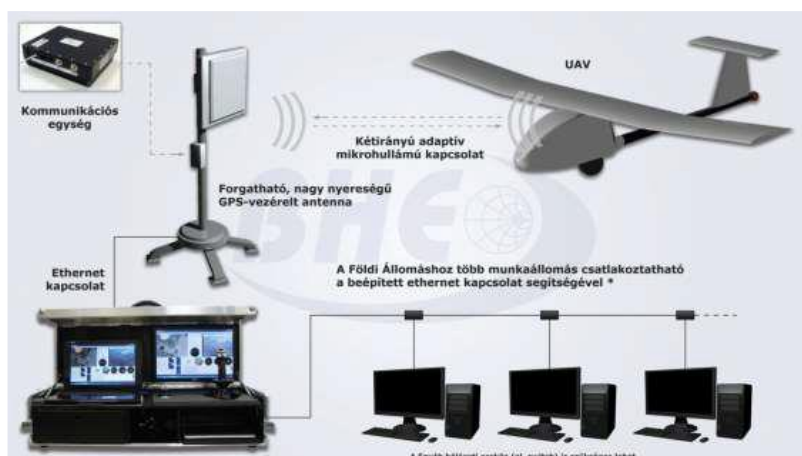 Kommunikációs
egység
UAV
Kétirányú adaptív
mikrohullámú kapcsolat
Forgatható, nagy nyereségű
GPS-vezérelt antenna
BHE
Ethernet
kapcsolat
A Földi Állomáshoz több munkaállomás csatlakoztatható
a beépített ethernet kapcsolat segítségével *